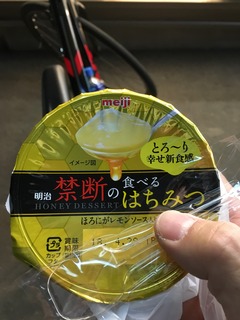 meiji
とろ〜り
幸せ新食感
イメージ図
明治 禁断の食べるはちみつ
HONEY DESSERT
ほろにがレモンソース
賞味